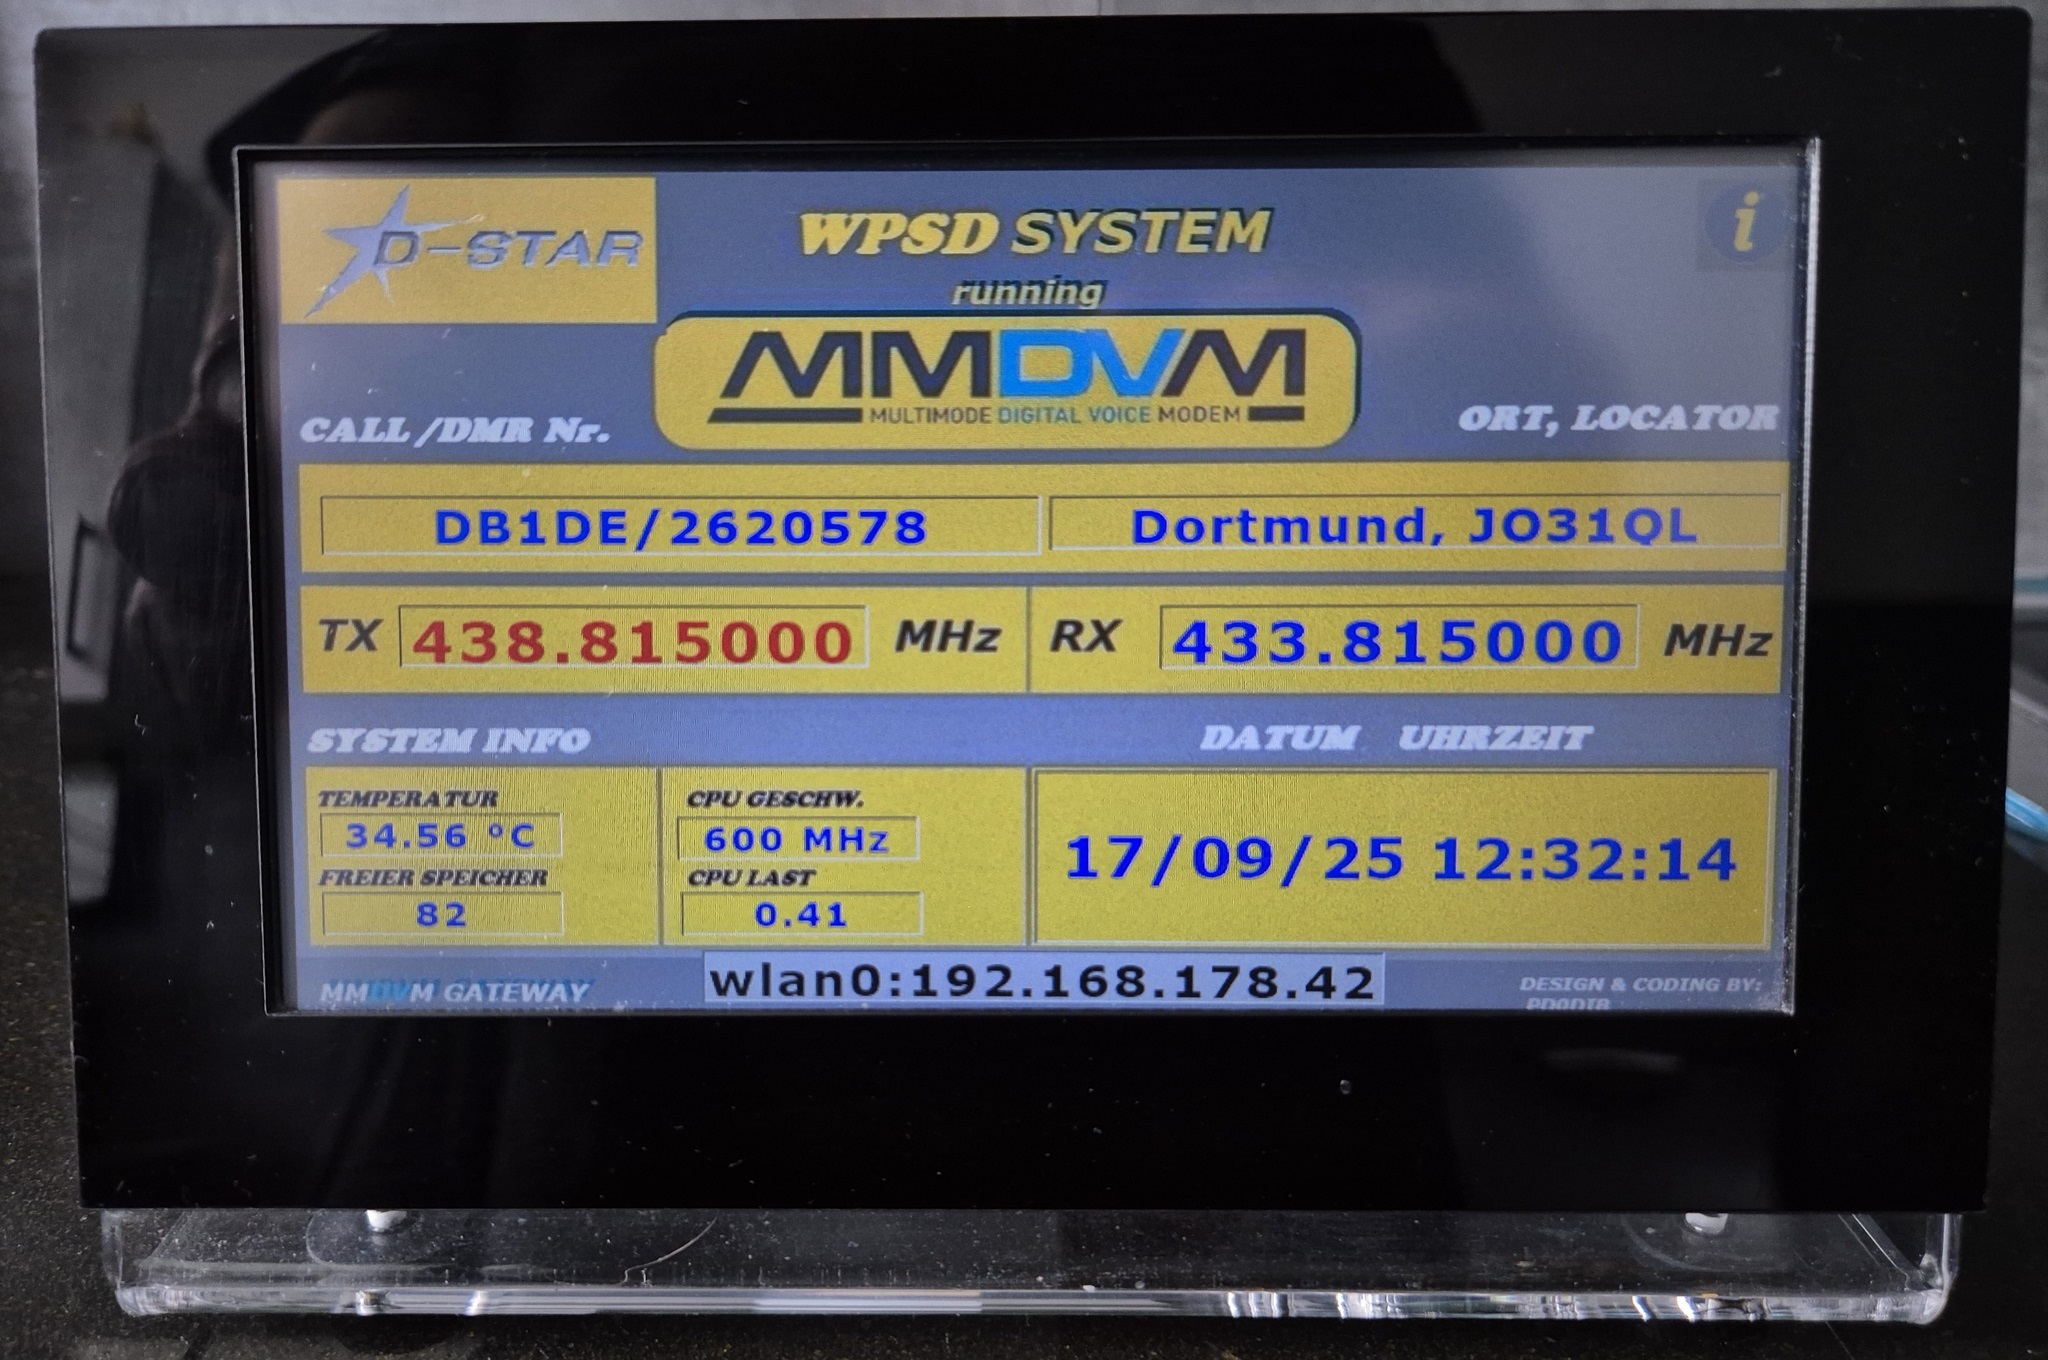 D-STAR
WPSD SYSTEM
i
running
MMDVM
MULTIMODE DIGITAL VOICE MODEM
CALL /DMR Nr.
ORT, LOCATOR
DB1DE/2620578
Dortmund, JO31QL
TX 438.815000 MHz
RX 433.815000 MHz
SYSTEM INFO
DATUM UHRZEIT
TEMPERATUR
34.56 °C
FREIER SPEICHER
82
CPU GESCHW.
600 MHz
CPU LAST
0.41
17/09/25 12:32:14
MMDVM GATEWAY
wlan0:192.168.178.42
DESIGN & CODING BY: